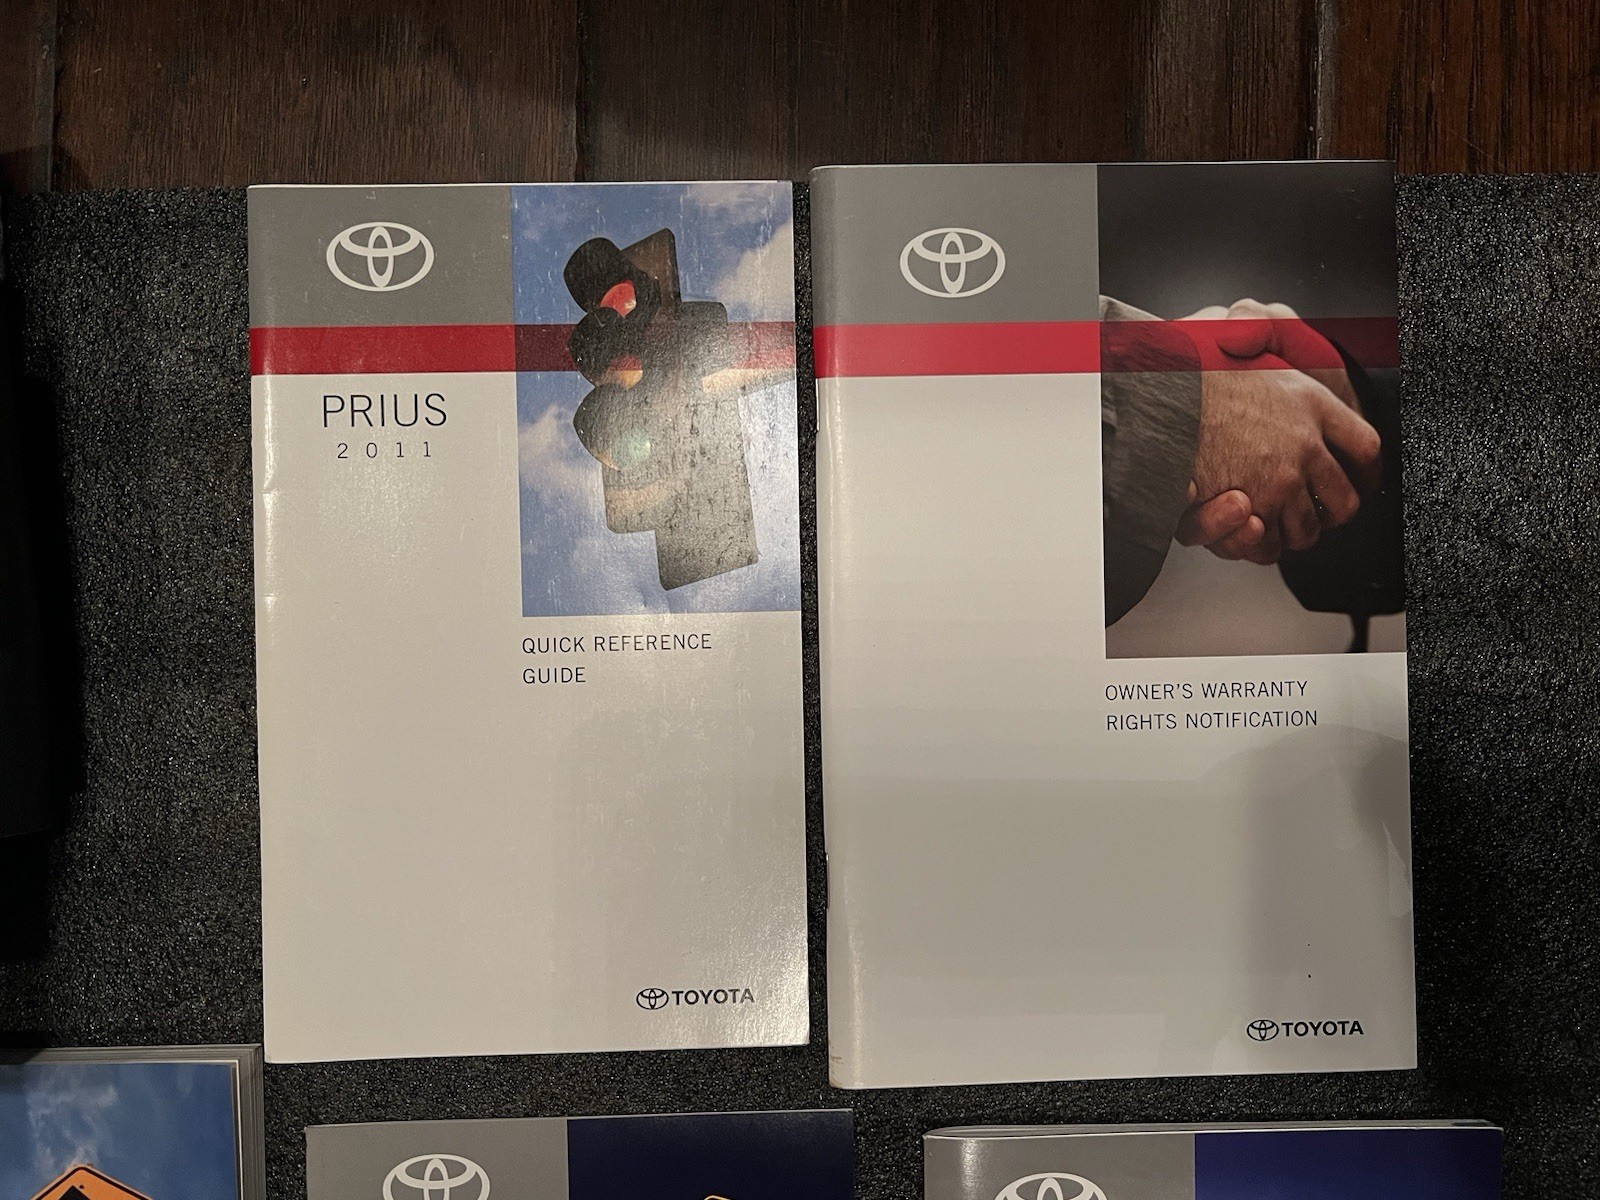 PRIUS
2011
QUICK REFERENCE
GUIDE
TOYOTA
OWNER'S WARRANTY
RIGHTS NOTIFICATION
TOYOTA